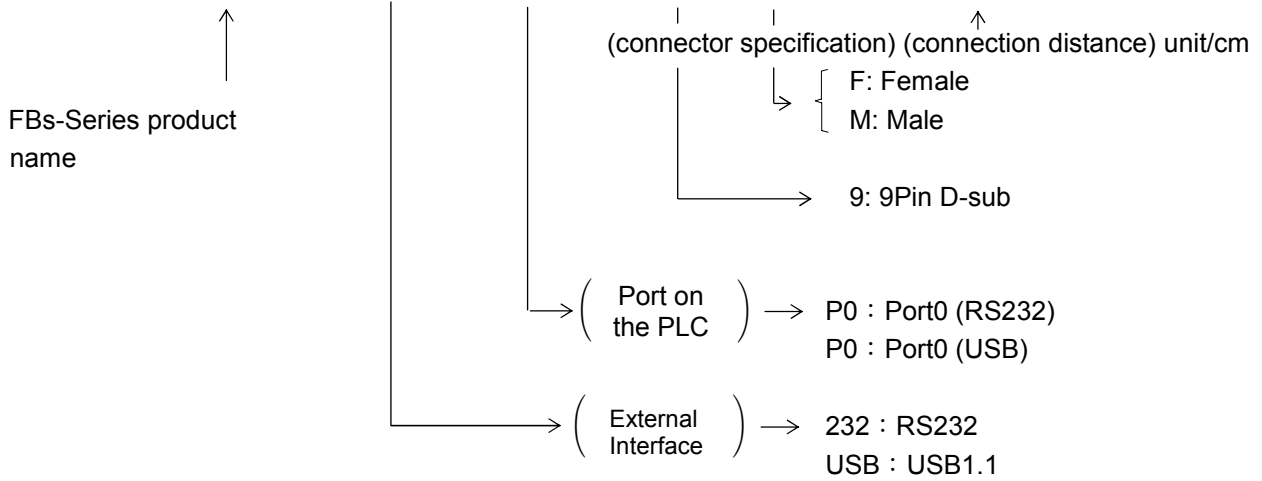 (connector specification) (connection distance) unit/cm
F: Female
M: Male
FBs-Series product
name
9: 9Pin D-sub
Port on
the PLC
P0：Port0 (RS232)
P0：Port0 (USB)
External
Interface
232：RS232
USB：USB1.1